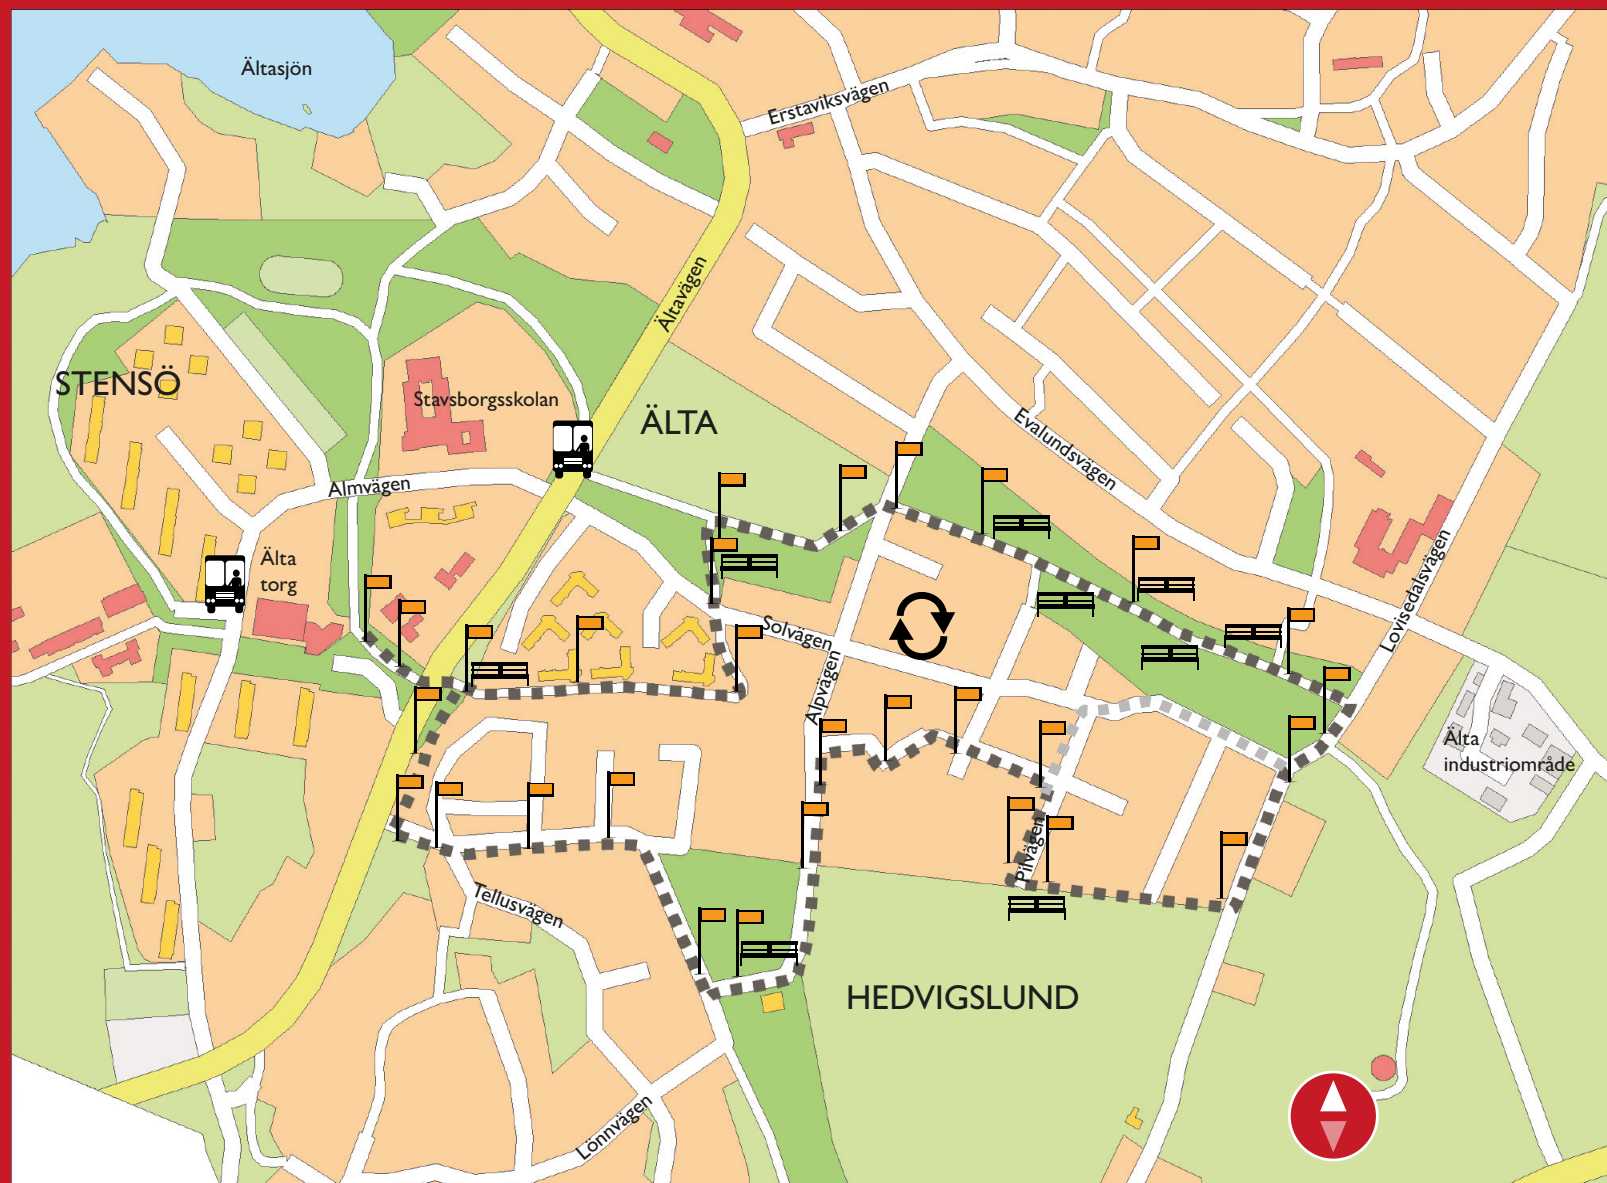 Ältasjön
Erstaviksvägen
Ältavägen
STENSÖ
Stavsborgsskolan
ÄLTA
Evalundsvägen
Almvägen
Älta
torg
Lovisedalsvägen
Solvägen
Alpvägen
Älta
industriområde
Pilvägen
Tellusvägen
HEDVIGSLUND
Lönnvägen